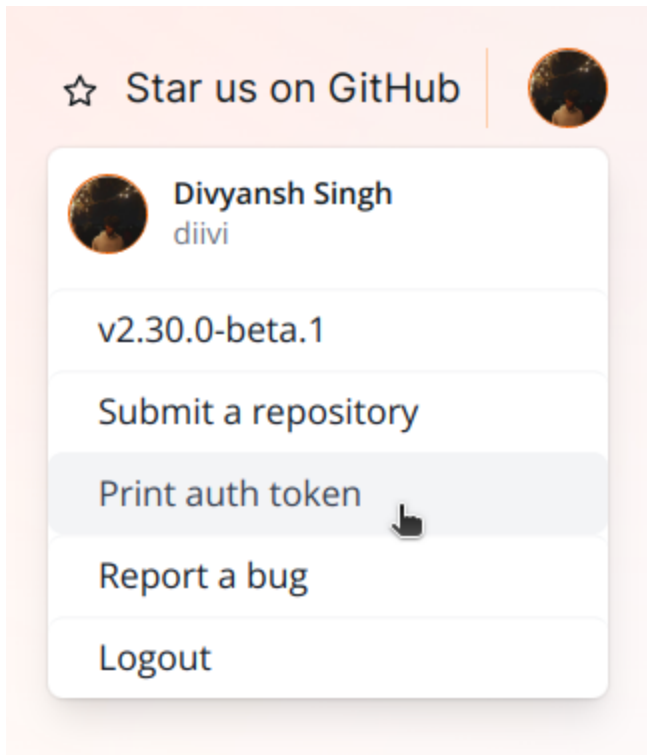 Star us on GitHub
Divyansh Singh
diivi
v2.30.0-beta.1
Submit a repository
Print auth token
Report a bug
Logout